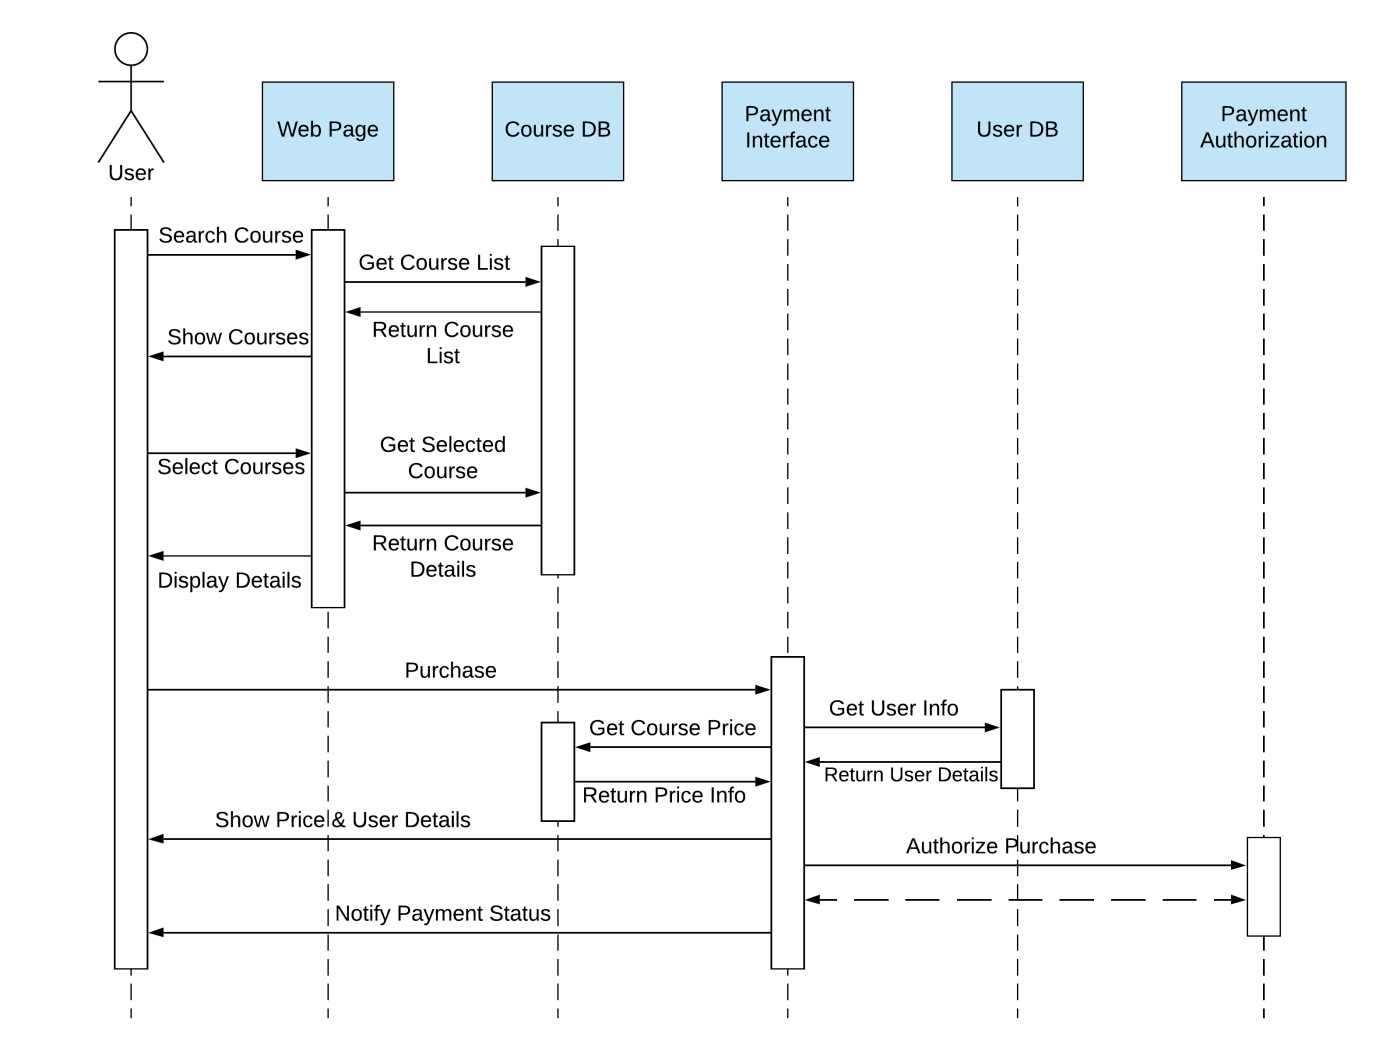 User
Web Page
Course DB
Payment
Interface
User DB
Payment
Authorization
Search Course
Get Course List
Return Course
List
Show Courses
Get Selected
Course
Select Courses
Return Course
Details
Display Details
Purchase
Get User Info
Get Course Price
Return User Details
Return Price Info
Show Price & User Details
Authorize Purchase
Notify Payment Status